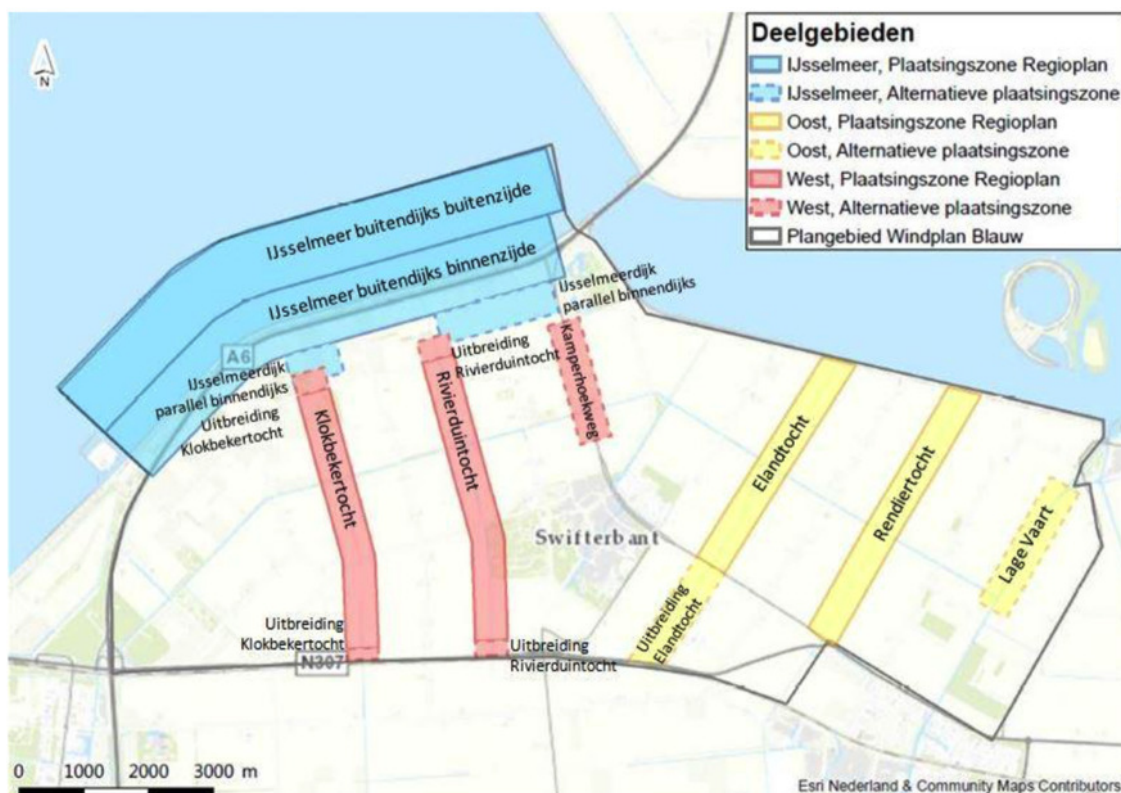 Deelgebieden
IJsselmeer, Plaatsingszone Regioplan
IJsselmeer, Alternatieve plaatsingszone
Oost, Plaatsingszone Regioplan
Oost, Alternatieve plaatsingszone
West, Plaatsingszone Regioplan
West, Alternatieve plaatsingszone
Plangebied Windplan Blauw
N
IJsselmeer buitendijks buitenzijde
IJsselmeer buitendijks binnenzijde
IJsselmeerdijk
parallel binnendijks
A6
IJsselmeerdijk
parallel binnendijks
Uitbreiding
Klokbekertocht
Uitbreiding
Rivierduintocht
Kamperhoekweg
Klokbekertocht
Rivierduintocht
Elandtocht
Rendiertocht
Lage Vaart
Swifterbant
Uitbreiding
Elandtocht
Uitbreiding
Klokbekertocht
Uitbreiding
Rivierduintocht
N307
0 1000 2000 3000 m
Esri Nederland & Community Maps Contributors